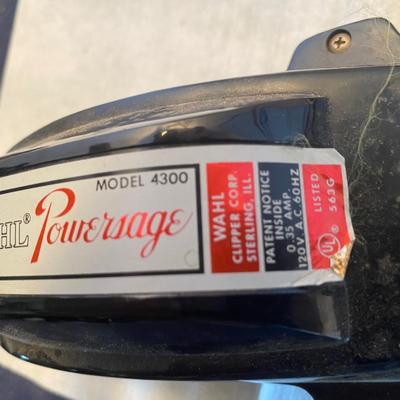 MODEL 4300
HL® Powersage
WAHL
CLIPPER CORP.
STERLING, ILL.
PATENT NOTICE
INSIDE
0.35 AMP.
120V. A.C 60HZ
UL®
LISTED
563G